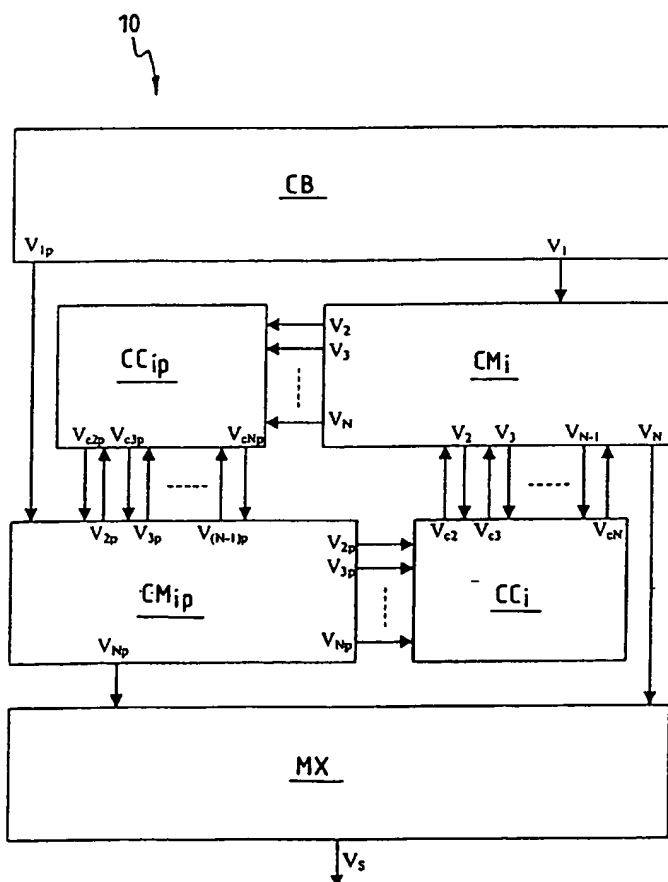 10
CB
V1p V1
CCip
V2
V3
VN
CMi
Vc2p Vc3p VcNp
V2 V3 VN-1 VN
V2p V3p V(N-1)p
Vc2 Vc3 VcN
V2p
V3p
VNp
CMip
CCi
VNp
MX
Vs